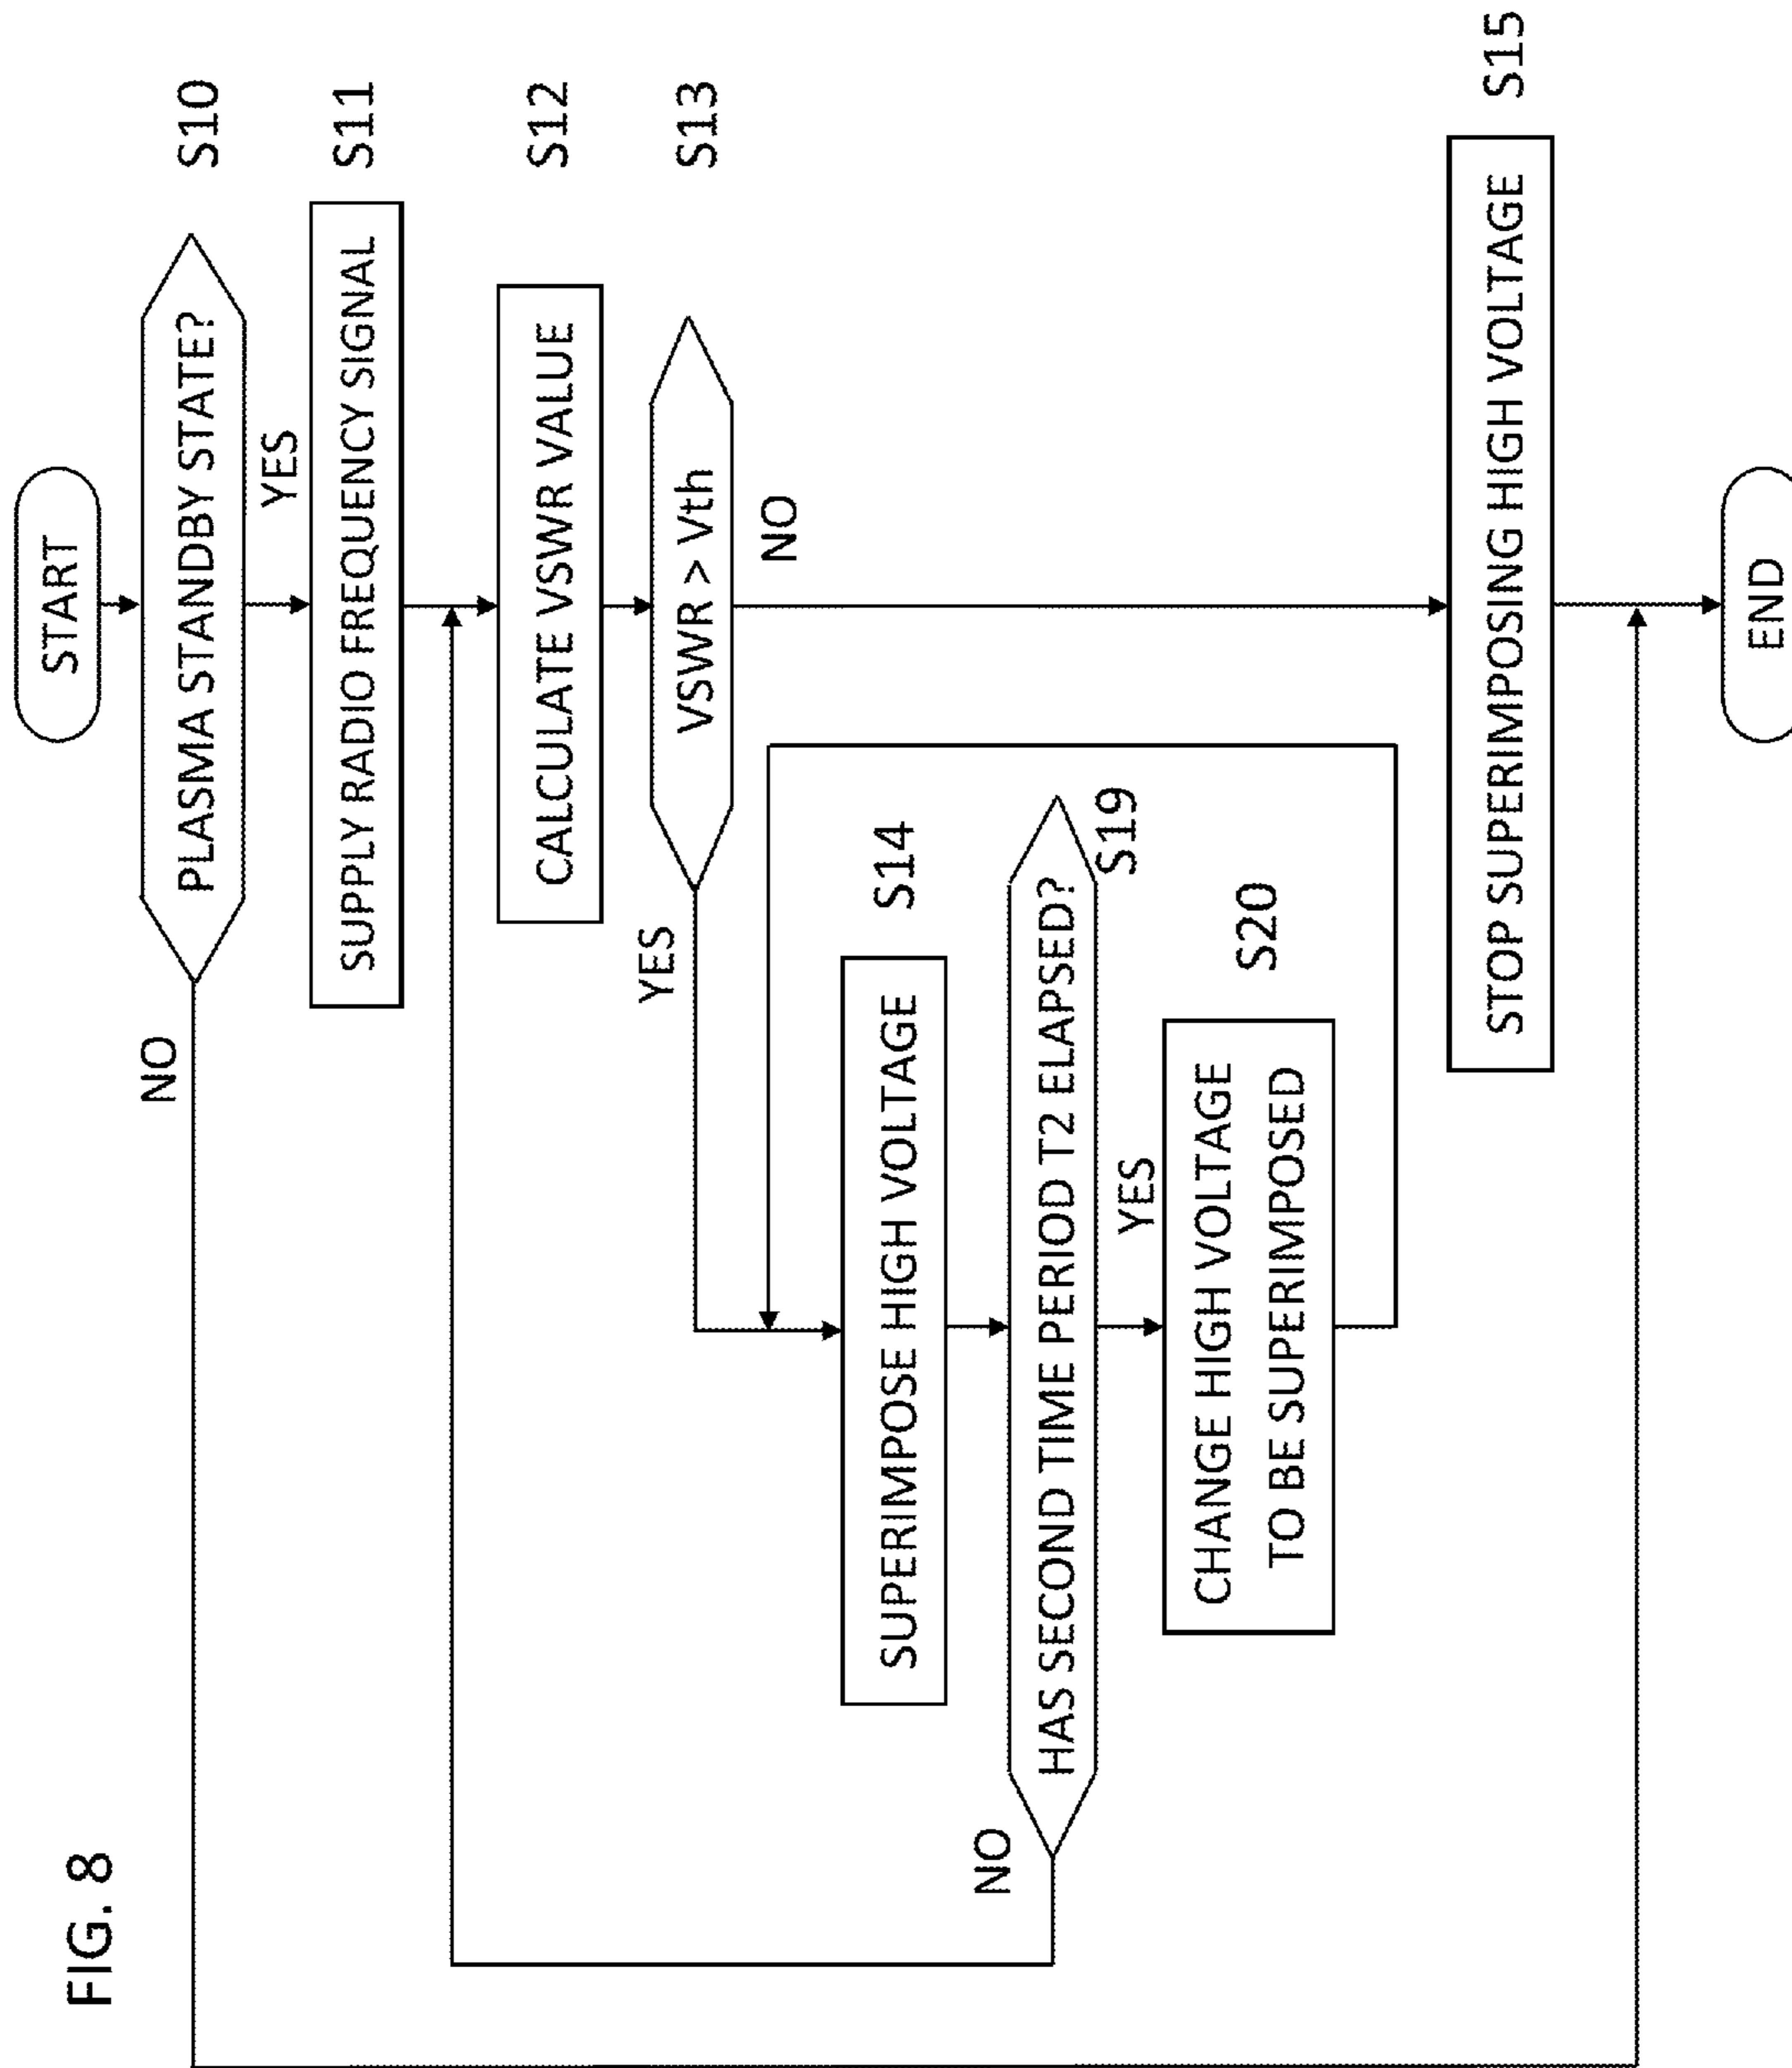 FIG. 8
START
PLASMA STANDBY STATE?
S10
NO
YES
SUPPLY RADIO FREQUENCY SIGNAL
S11
CALCULATE VSWR VALUE
S12
VSWR > Vth
S13
YES
NO
SUPERIMPOSE HIGH VOLTAGE
S14
HAS SECOND TIME PERIOD T2 ELAPSED?
S19
NO
YES
CHANGE HIGH VOLTAGE
TO BE SUPERIMPOSED
S20
STOP SUPERIMPOSING HIGH VOLTAGE
S15
END